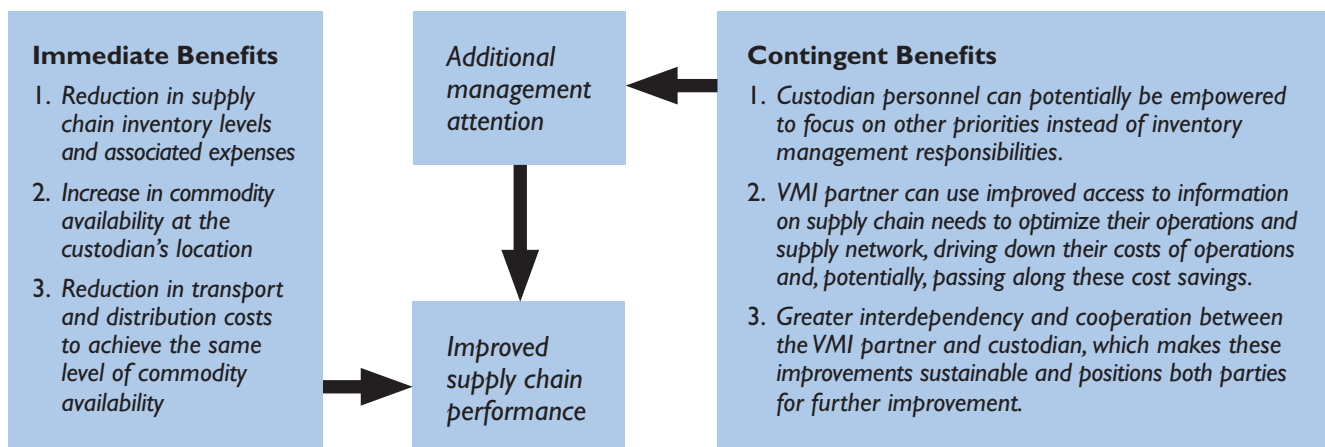 Immediate Benefits
1. Reduction in supply
chain inventory levels
and associated expenses
2. Increase in commodity
availability at the
custodian’s location
3. Reduction in transport
and distribution costs
to achieve the same
level of commodity
availability
Additional
management
attention
Improved
supply chain
performance
Contingent Benefits
1. Custodian personnel can potentially be empowered
to focus on other priorities instead of inventory
management responsibilities.
2. VMI partner can use improved access to information
on supply chain needs to optimize their operations and
supply network, driving down their costs of operations
and, potentially, passing along these cost savings.
3. Greater interdependency and cooperation between
the VMI partner and custodian, which makes these
improvements sustainable and positions both parties
for further improvement.